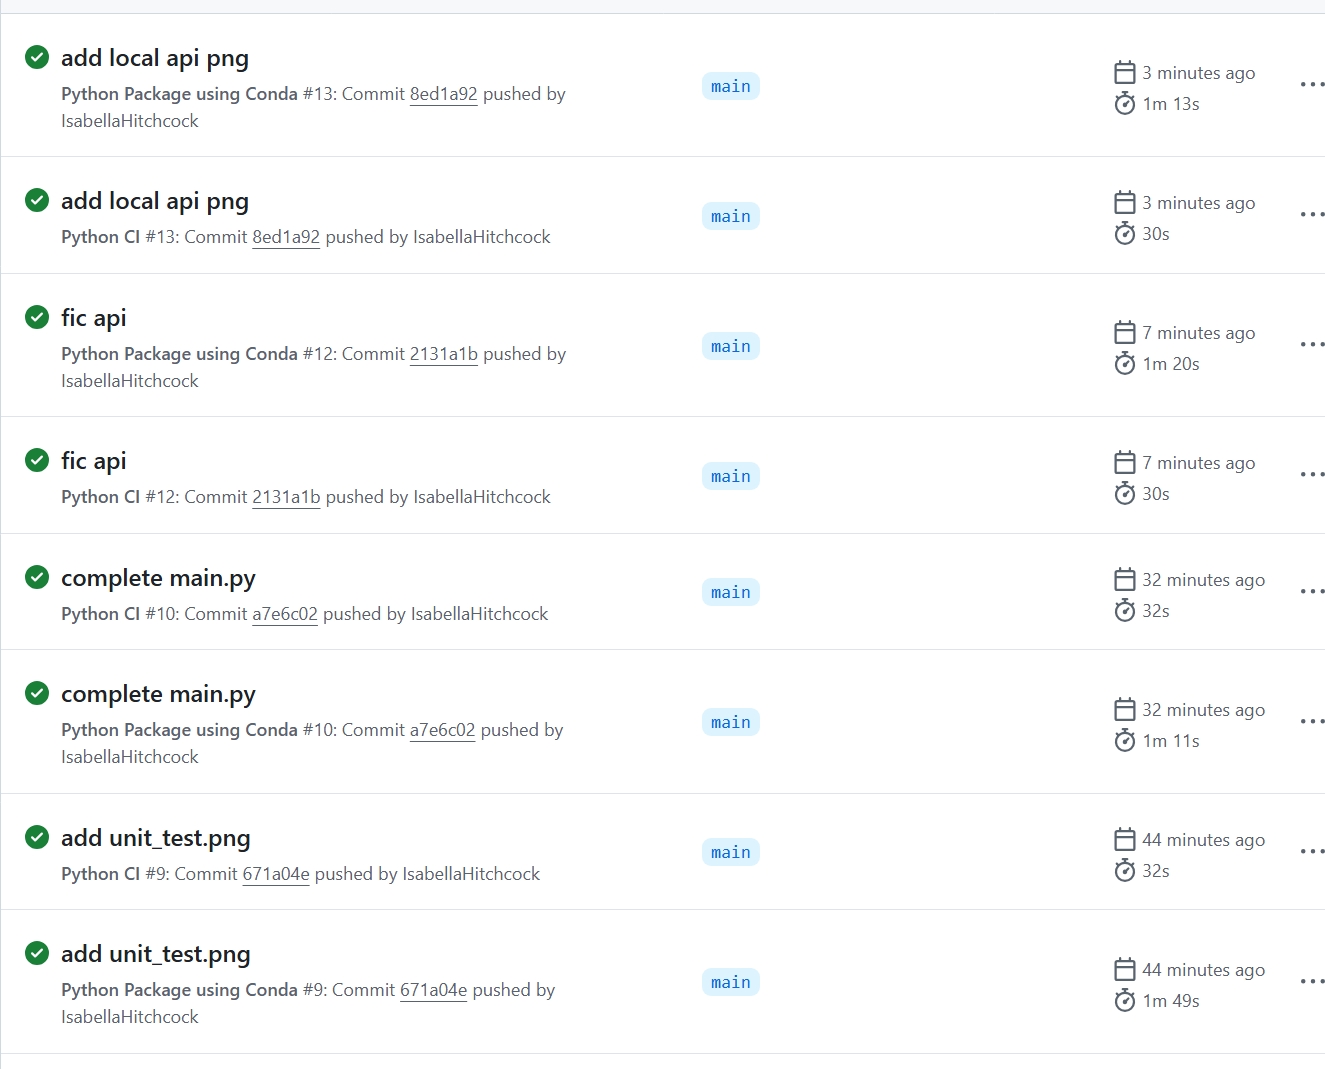 add local api png
Python Package using Conda #13: Commit 8ed1a92 pushed by
IsabellaHitchcock
main
3 minutes ago
1m 13s
add local api png
Python CI #13: Commit 8ed1a92 pushed by IsabellaHitchcock
main
3 minutes ago
30s
fic api
Python Package using Conda #12: Commit 2131a1b pushed by
IsabellaHitchcock
main
7 minutes ago
1m 20s
fic api
Python CI #12: Commit 2131a1b pushed by IsabellaHitchcock
main
7 minutes ago
30s
complete main.py
Python CI #10: Commit a7e6c02 pushed by IsabellaHitchcock
main
32 minutes ago
32s
complete main.py
Python Package using Conda #10: Commit a7e6c02 pushed by
IsabellaHitchcock
main
32 minutes ago
1m 11s
add unit_test.png
Python CI #9: Commit 671a04e pushed by IsabellaHitchcock
main
44 minutes ago
32s
add unit_test.png
Python Package using Conda #9: Commit 671a04e pushed by
IsabellaHitchcock
main
44 minutes ago
1m 49s